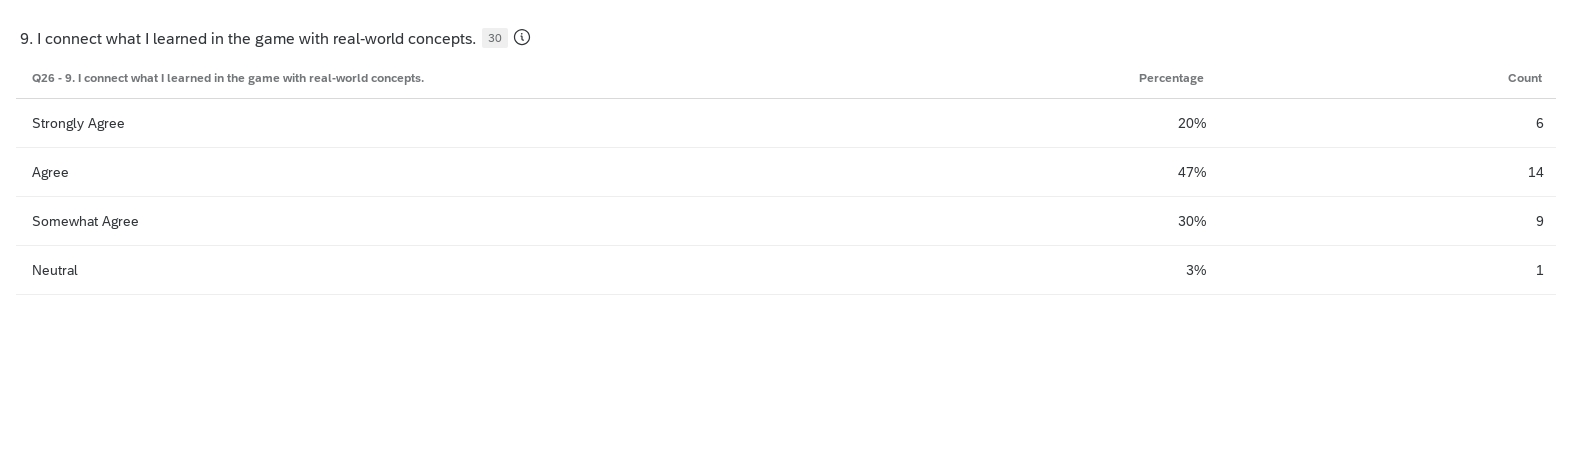 9. I connect what I learned in the game with real-world concepts. 30
Q26 - 9. I connect what I learned in the game with real-world concepts. Percentage Count
Strongly Agree 20% 6
Agree 47% 14
Somewhat Agree 30% 9
Neutral 3% 1